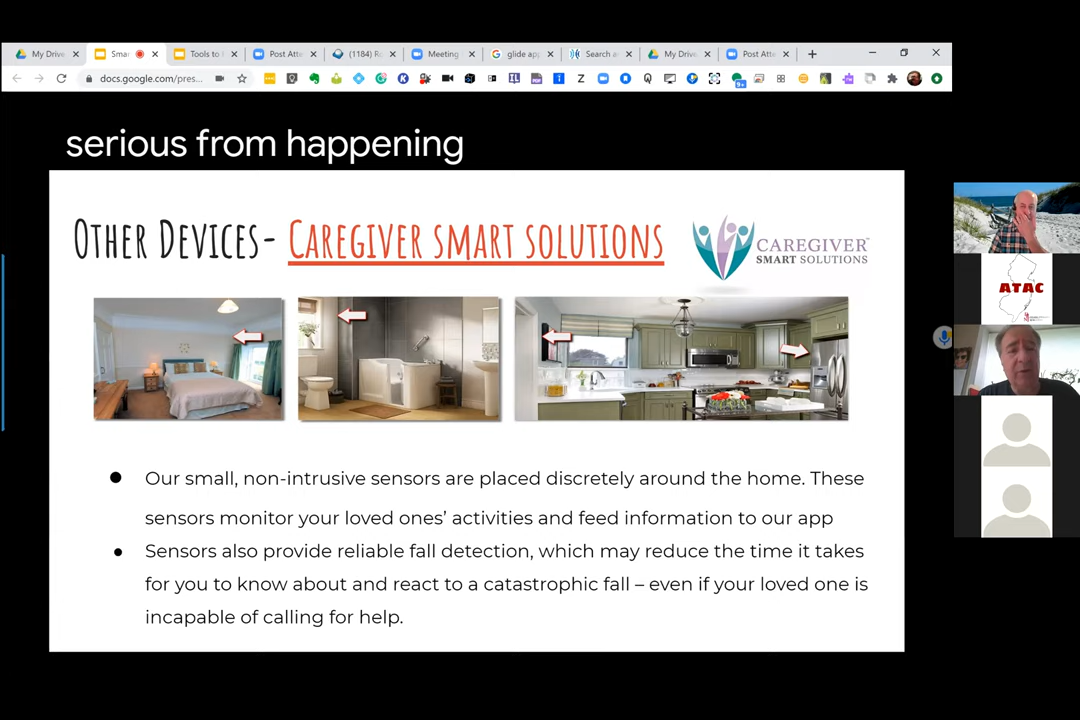 My Drive
Sma
Tools to
Post Atte
(1184) Ro
Meeting
glide app
Search a
My Drive
Post Atte
docs.google.com/pres...
serious from happening
OTHER DEVICES- CAREGIVER SMART SOLUTIONS
CAREGIVER™
SMART SOLUTIONS
ATAC
Our small, non-intrusive sensors are placed discretely around the home. These
sensors monitor your loved ones’ activities and feed information to our app
Sensors also provide reliable fall detection, which may reduce the time it takes
for you to know about and react to a catastrophic fall – even if your loved one is
incapable of calling for help.